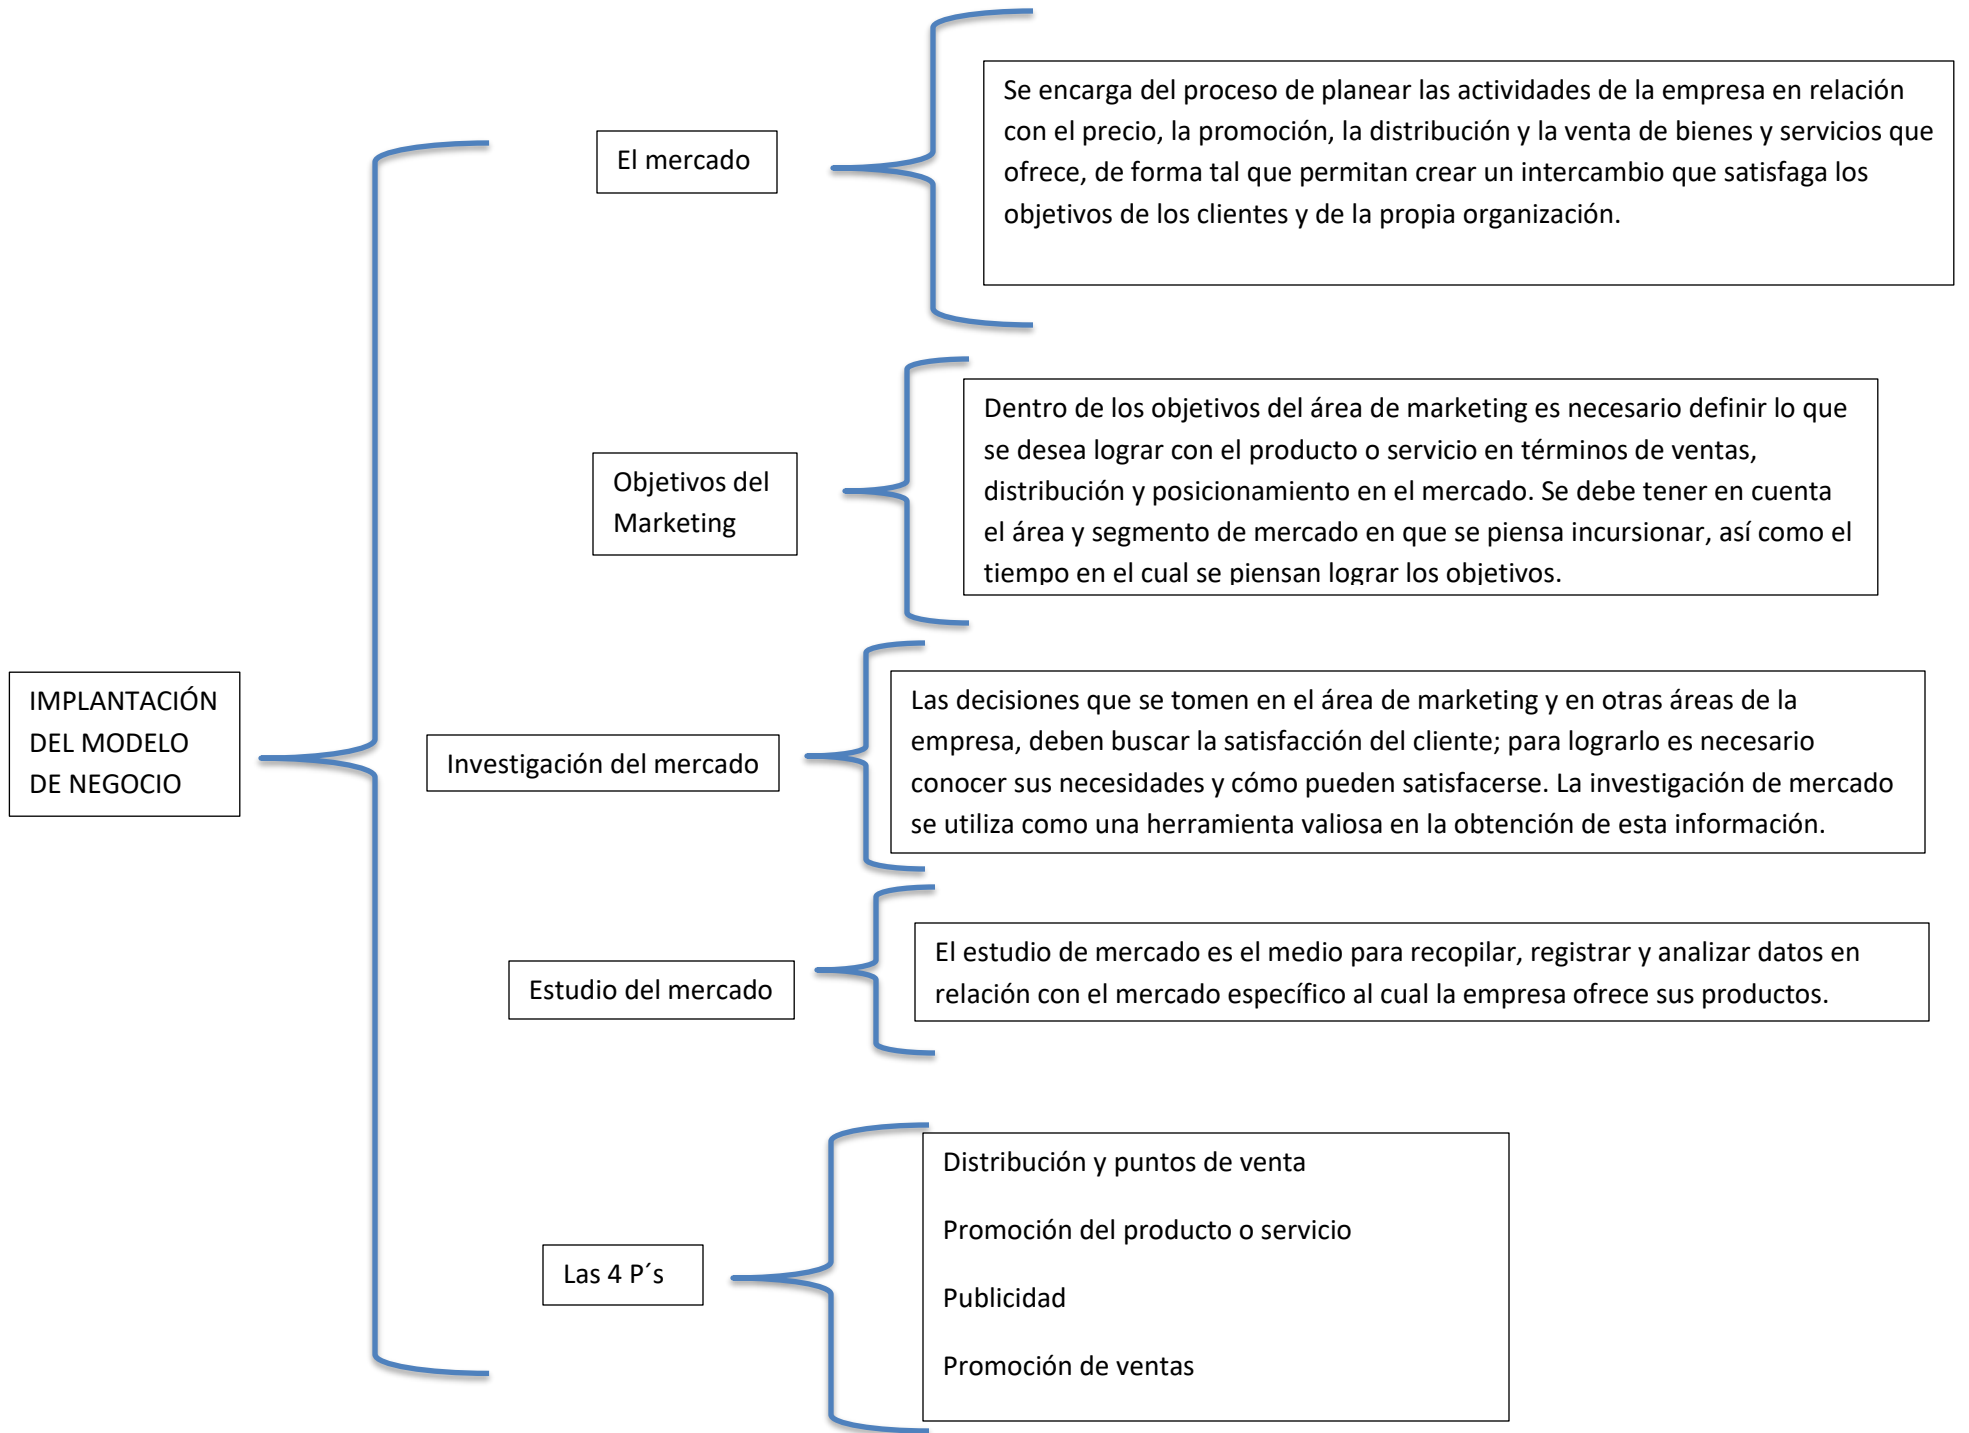 IMPLANTACIÓN
DEL MODELO
DE NEGOCIO
El mercado
Se encarga del proceso de planear las actividades de la empresa en relación
con el precio, la promoción, la distribución y la venta de bienes y servicios que
ofrece, de forma tal que permitan crear un intercambio que satisfaga los
objetivos de los clientes y de la propia organización.
Objetivos del
Marketing
Dentro de los objetivos del área de marketing es necesario definir lo que
se desea lograr con el producto o servicio en términos de ventas,
distribución y posicionamiento en el mercado. Se debe tener en cuenta
el área y segmento de mercado en que se piensa incursionar, así como el
tiempo en el cual se piensan lograr los objetivos.
Investigación del mercado
Las decisiones que se tomen en el área de marketing y en otras áreas de la
empresa, deben buscar la satisfacción del cliente; para lograrlo es necesario
conocer sus necesidades y cómo pueden satisfacerse. La investigación de mercado
se utiliza como una herramienta valiosa en la obtención de esta información.
Estudio del mercado
El estudio de mercado es el medio para recopilar, registrar y analizar datos en
relación con el mercado específico al cual la empresa ofrece sus productos.
Las 4 P´s
Distribución y puntos de venta
Promoción del producto o servicio
Publicidad
Promoción de ventas